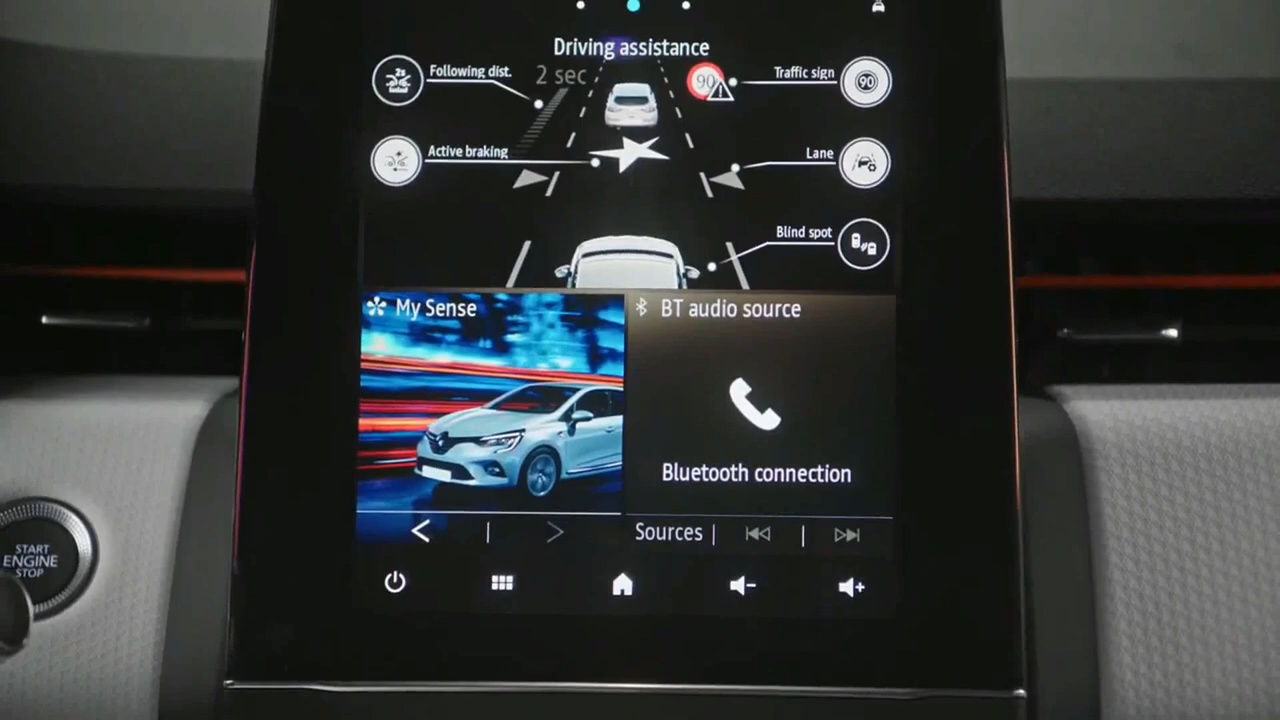 Driving assistance
2s
Following dist.
2 sec
90
Traffic sign
90
Active braking
Lane
Blind spot
My Sense
BT audio source
Bluetooth connection
Sources
START
ENGINE
STOP